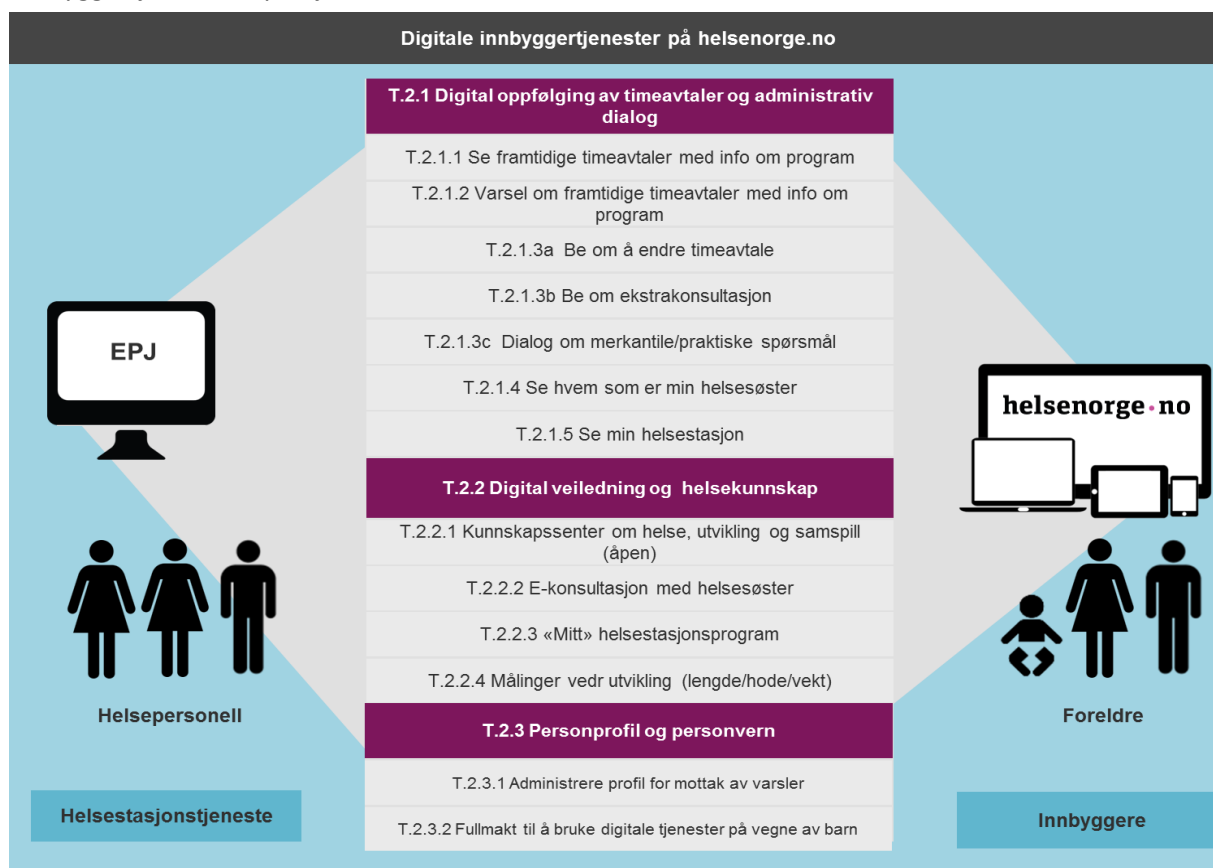 Digitale innbyggertjenester på helsenorge.no
T.2.1 Digital oppfølging av timeavtaler og administrativ
dialog
T.2.1.1 Se framtidige timeavtaler med info om program
T.2.1.2 Varsel om framtidige timeavtaler med info om
program
T.2.1.3a Be om å endre timeavtale
T.2.1.3b Be om ekstrakonsultasjon
T.2.1.3c Dialog om merkantile/praktiske spørsmål
T.2.1.4 Se hvem som er min helsesøster
T.2.1.5 Se min helsestasjon
T.2.2 Digital veiledning og helsekunnskap
T.2.2.1 Kunnskapssenter om helse, utvikling og samspill
(åpen)
T.2.2.2 E-konsultasjon med helsesøster
T.2.2.3 «Mitt» helsestasjonsprogram
T.2.2.4 Målinger vedr utvikling (lengde/hode/vekt)
T.2.3 Personprofil og personvern
T.2.3.1 Administrere profil for mottak av varsler
T.2.3.2 Fullmakt til å bruke digitale tjenester på vegne av barn
EPJ
Helsepersonell
Helsestasjonstjeneste
helsenorge.no
Foreldre
Innbyggere